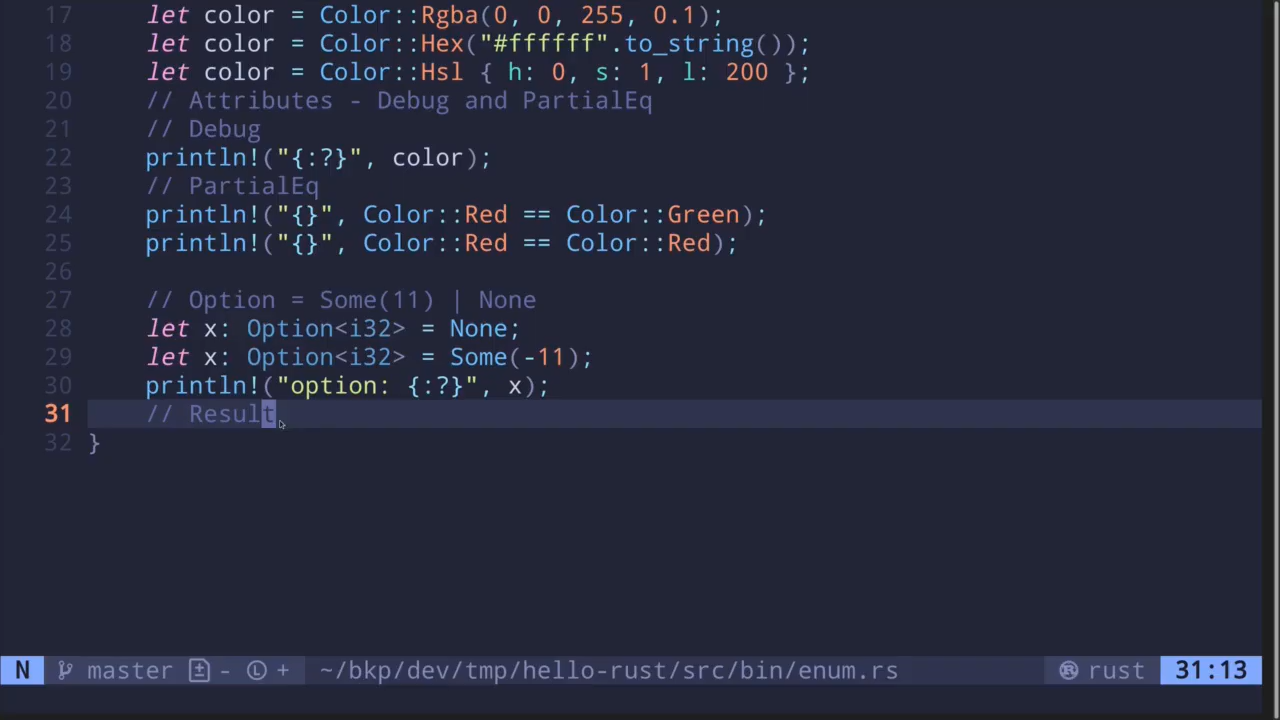 17 let color = Color::Rgba(0, 0, 255, 0.1);
18 let color = Color::Hex("#ffffff".to_string());
19 let color = Color::Hsl { h: 0, s: 1, l: 200 };
20 // Attributes - Debug and PartialEq
21 // Debug
22 println!("{:?}", color);
23 // PartialEq
24 println!("{}", Color::Red == Color::Green);
25 println!("{}", Color::Red == Color::Red);
26
27 // Option = Some(11) | None
28 let x: Option<i32> = None;
29 let x: Option<i32> = Some(-11);
30 println!("option: {:?}", x);
31 // Result
32 }
N master - Ⓛ + ~/bkp/dev/tmp/hello-rust/src/bin/enum.rs rust 31:13